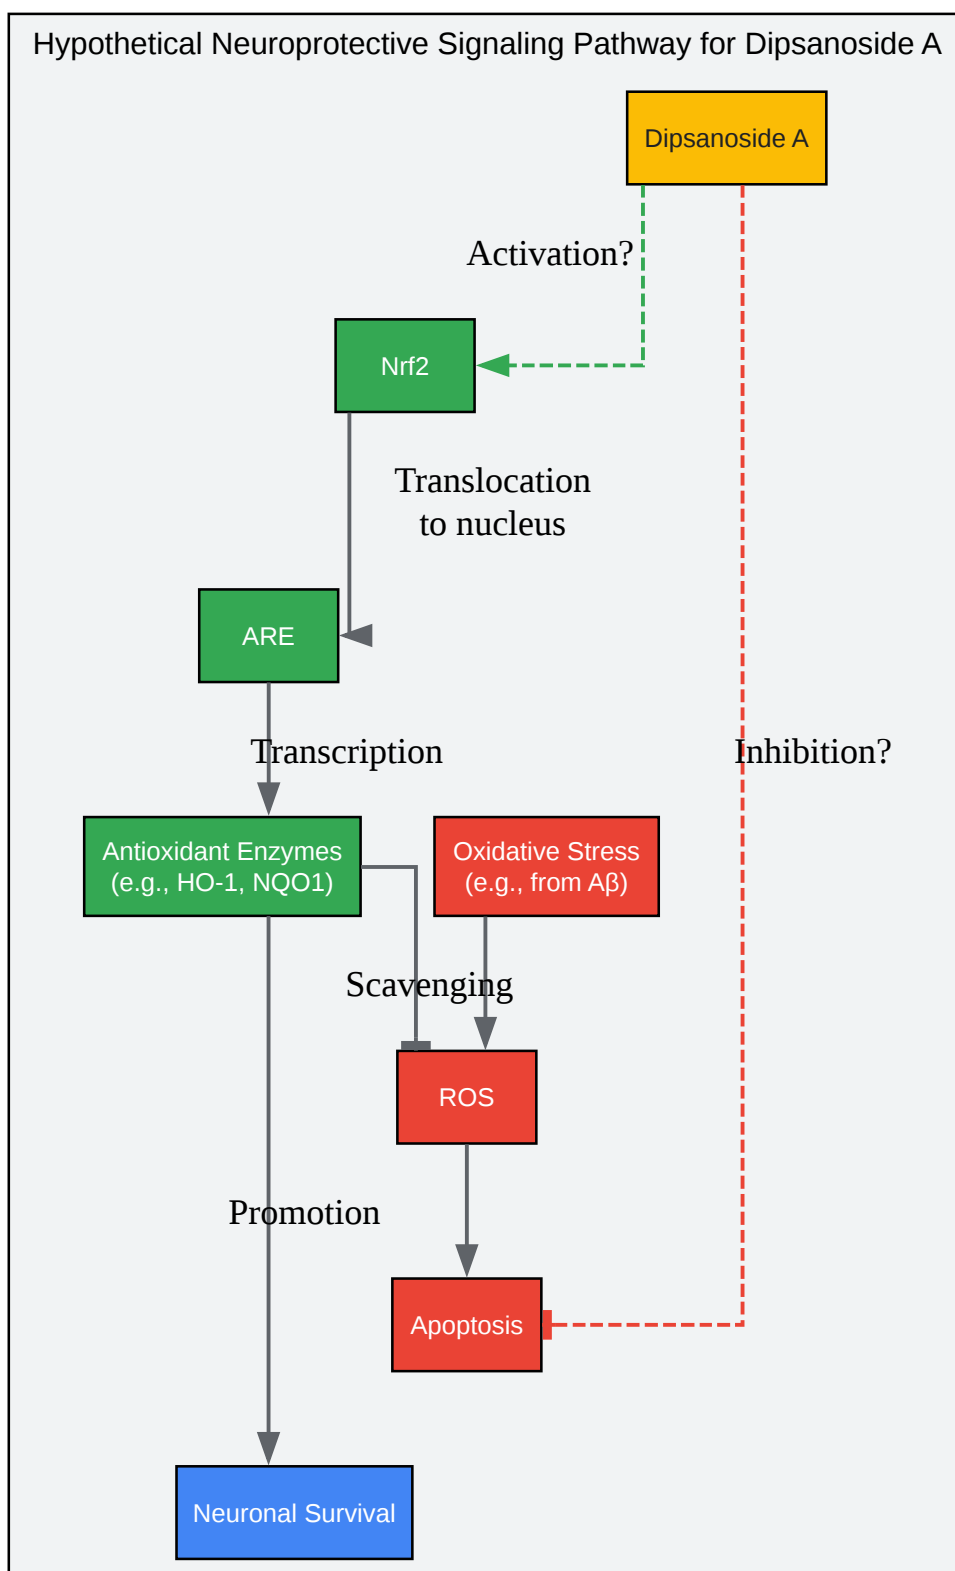 Hypothetical Neuroprotective Signaling Pathway for Dipsanoside A
Dipsanoside A
Activation?
Nrf2
Translocation
to nucleus
ARE
Transcription
Inhibition?
Antioxidant Enzymes
(e.g., HO-1, NQO1)
Oxidative Stress
(e.g., from Aβ)
Scavenging
ROS
Promotion
Apoptosis
Neuronal Survival